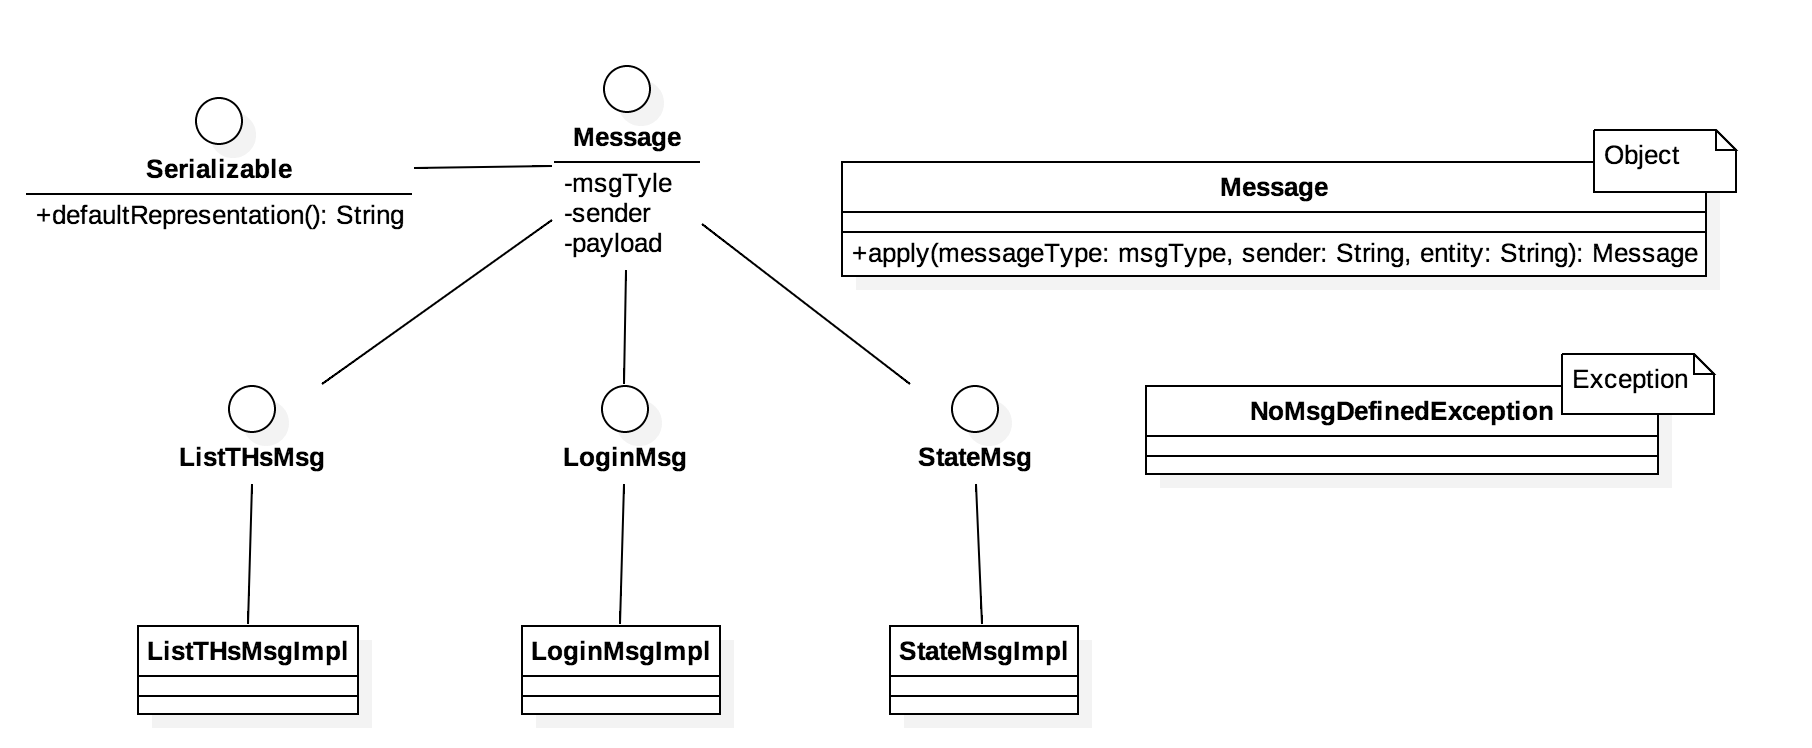 Serializable
+defaultRepresentation(): String
Message
-msgTyle
-sender
-payload
Object
Message
+apply(messageType: msgType, sender: String, entity: String): Message
Exception
NoMsgDefinedException
ListTHsMsg
LoginMsg
StateMsg
ListTHsMsgImpl
LoginMsgImpl
StateMsgImpl